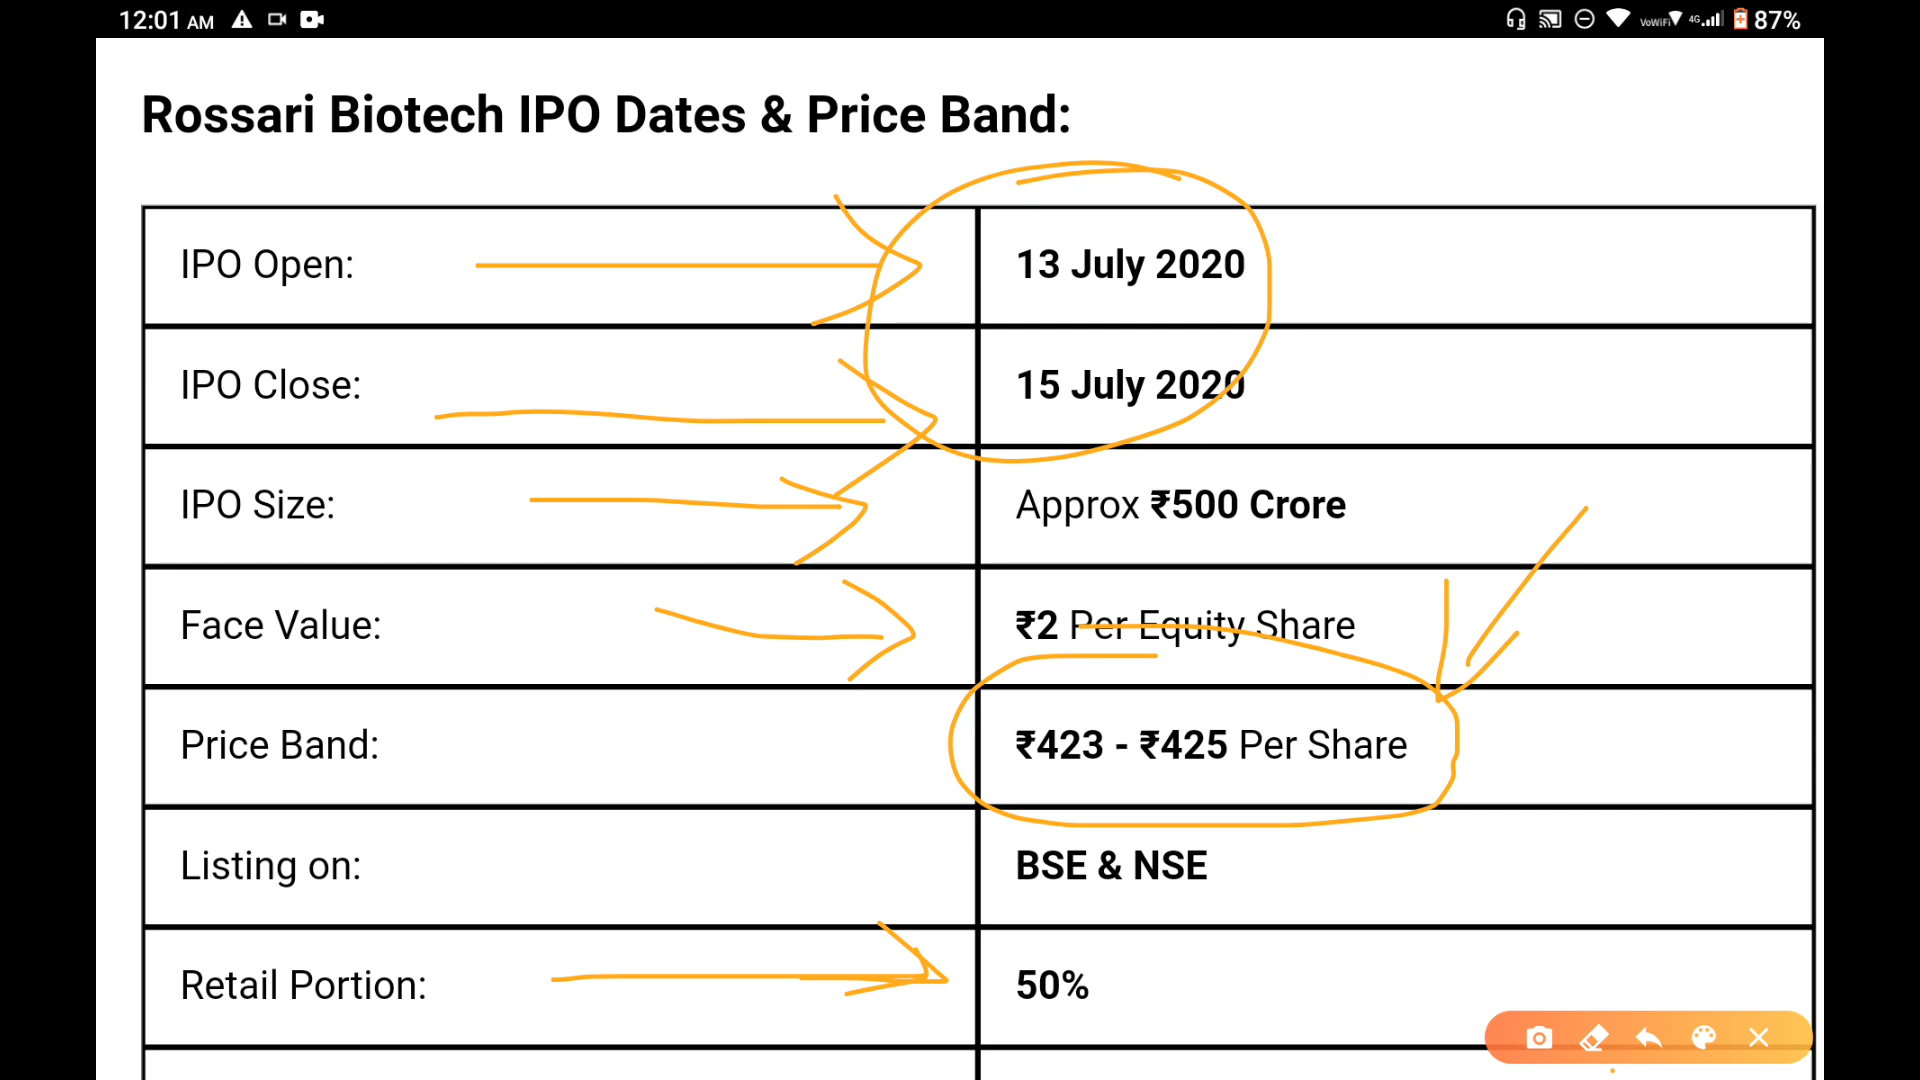 12:01 AM VoWiFi 4G 87%
Rossari Biotech IPO Dates & Price Band:
IPO Open: 13 July 2020
IPO Close: 15 July 2020
IPO Size: Approx ₹500 Crore
Face Value: ₹2 Per Equity Share
Price Band: ₹423 - ₹425 Per Share
Listing on: BSE & NSE
Retail Portion: 50%